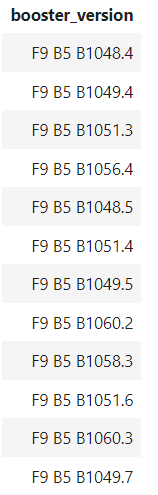 booster_version
F9 B5 B1048.4
F9 B5 B1049.4
F9 B5 B1051.3
F9 B5 B1056.4
F9 B5 B1048.5
F9 B5 B1051.4
F9 B5 B1049.5
F9 B5 B1060.2
F9 B5 B1058.3
F9 B5 B1051.6
F9 B5 B1060.3
F9 B5 B1049.7